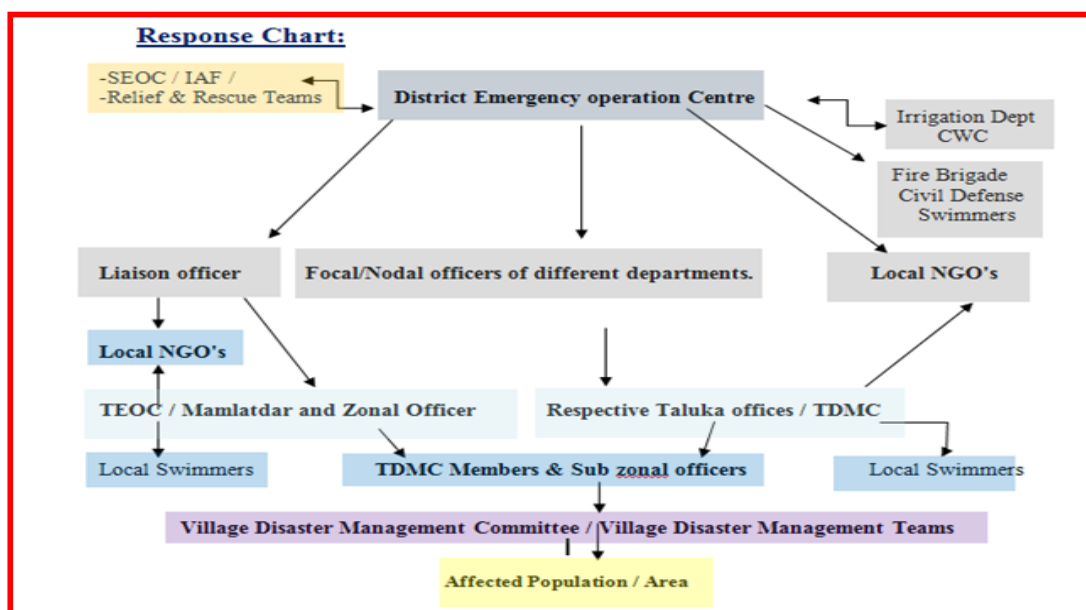 Response Chart:
-SEOC / IAF /
-Relief & Rescue Teams
District Emergency operation Centre
Irrigation Dept
CWC
Fire Brigade
Civil Defense
Swimmers
Liaison officer
Focal/Nodal officers of different departments.
Local NGO's
Local NGO's
TEOC / Mamlatdar and Zonal Officer
Respective Taluka offices / TDMC
Local Swimmers
TDMC Members & Sub zonal officers
Local Swimmers
Village Disaster Management Committee / Village Disaster Management Teams
Affected Population / Area